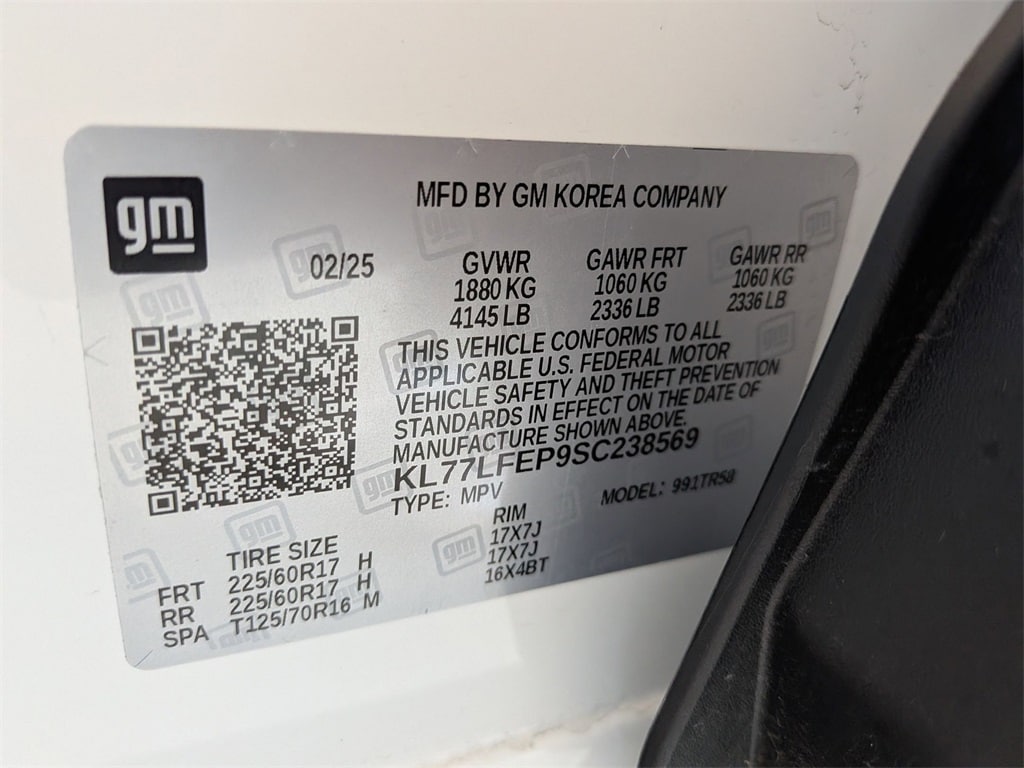 gm
MFD BY GM KOREA COMPANY
02/25
GVWR GAWR FRT GAWR RR
1880 KG 1060 KG 1060 KG
4145 LB 2336 LB 2336 LB
THIS VEHICLE CONFORMS TO ALL
APPLICABLE U.S. FEDERAL MOTOR
VEHICLE SAFETY AND THEFT PREVENTION
STANDARDS IN EFFECT ON THE DATE OF
MANUFACTURE SHOWN ABOVE.
KL77LFEP9SC238569
TYPE: MPV MODEL: 991TR58
TIRE SIZE RIM
FRT 225/60R17 H 17X7J
RR 225/60R17 H 17X7J
SPA T125/70R16 M 16X4BT